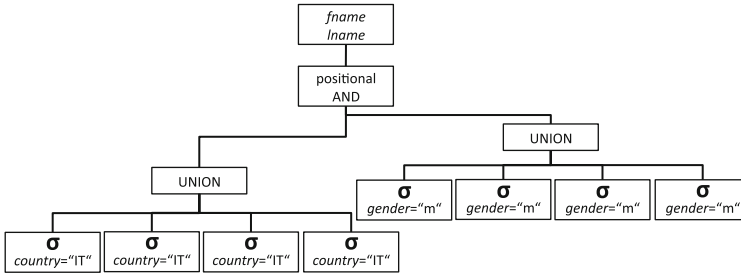 fname
lname
positional
AND
UNION
UNION
σ
gender=“m“
σ
gender=“m“
σ
gender=“m“
σ
gender=“m“
σ
country=“IT“
σ
country=“IT“
σ
country=“IT“
σ
country=“IT“